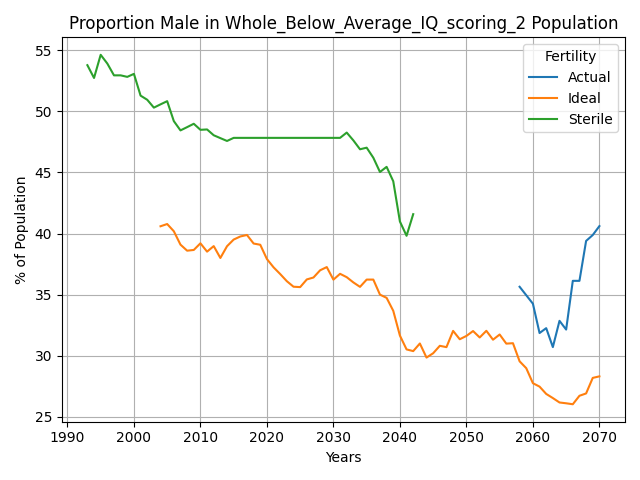 Proportion Male in Whole_Below_Average_IQ_scoring_2 Population
% of Population
55
50
45
40
35
30
25
Fertility
Actual
Ideal
Sterile
1990 2000 2010 2020 2030 2040 2050 2060 2070
Years